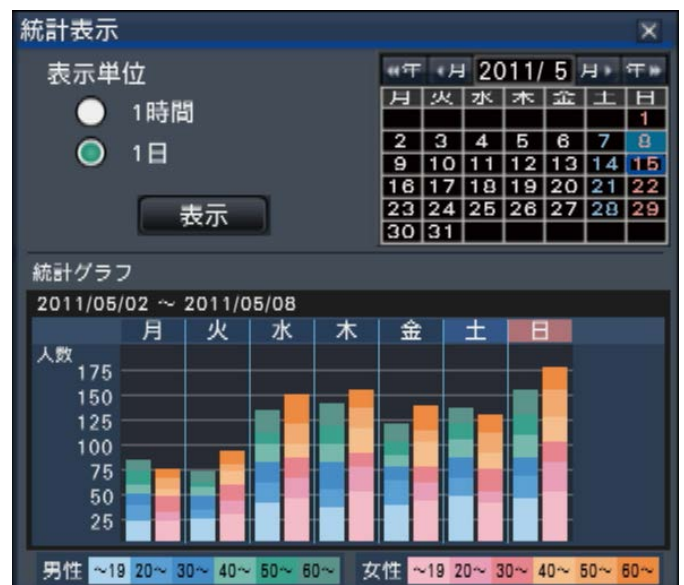 統計表示
表示単位
1時間
1日
表示
«年 ‹月 2011/ 5 月› 年»
月 火 水 木 金 土 日
1
2 3 4 5 6 7 8
9 10 11 12 13 14 15
16 17 18 19 20 21 22
23 24 25 26 27 28 29
30 31
統計グラフ
2011/05/02 ~ 2011/05/08
月 火 水 木 金 土 日
人数
175
150
125
100
75
50
25
男性 ~19 20~ 30~ 40~ 50~ 60~ 女性 ~19 20~ 30~ 40~ 50~ 60~